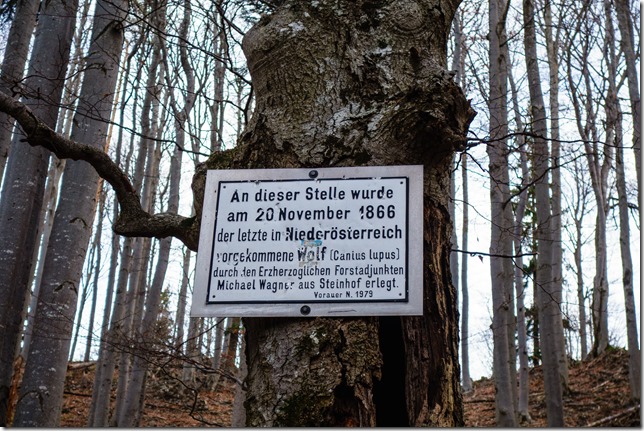 An dieser Stelle wurde
am 20 November 1866
der letzte in Niederösterreich
vorgekommene Wolf (Canius lupus)
durch den Erzherzoglichen Forstadjunkten
Michael Wagner aus Steinhof erlegt.
Vorauer N. 1979